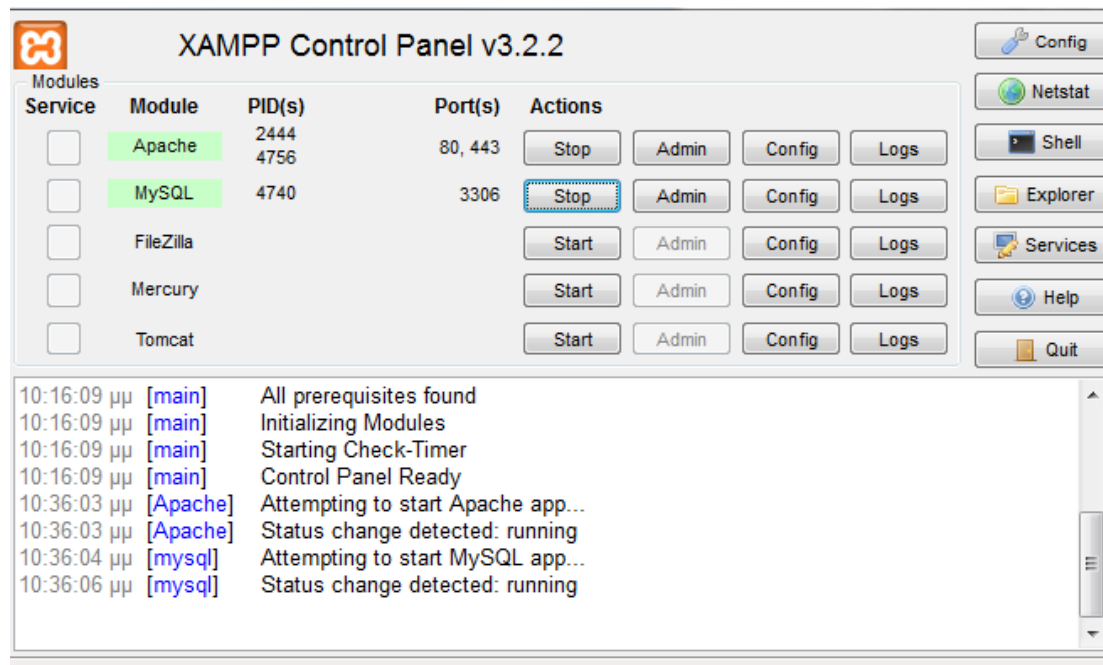 XAMPP Control Panel v3.2.2
Config
Modules
Service Module PID(s) Port(s) Actions
Netstat
Apache 2444 4756 80, 443 Stop Admin Config Logs
Shell
MySQL 4740 3306 Stop Admin Config Logs
Explorer
FileZilla Start Admin Config Logs
Services
Mercury Start Admin Config Logs
Help
Tomcat Start Admin Config Logs
Quit
10:16:09 μμ [main] All prerequisites found
10:16:09 μμ [main] Initializing Modules
10:16:09 μμ [main] Starting Check-Timer
10:16:09 μμ [main] Control Panel Ready
10:36:03 μμ [Apache] Attempting to start Apache app...
10:36:03 μμ [Apache] Status change detected: running
10:36:04 μμ [mysql] Attempting to start MySQL app...
10:36:06 μμ [mysql] Status change detected: running